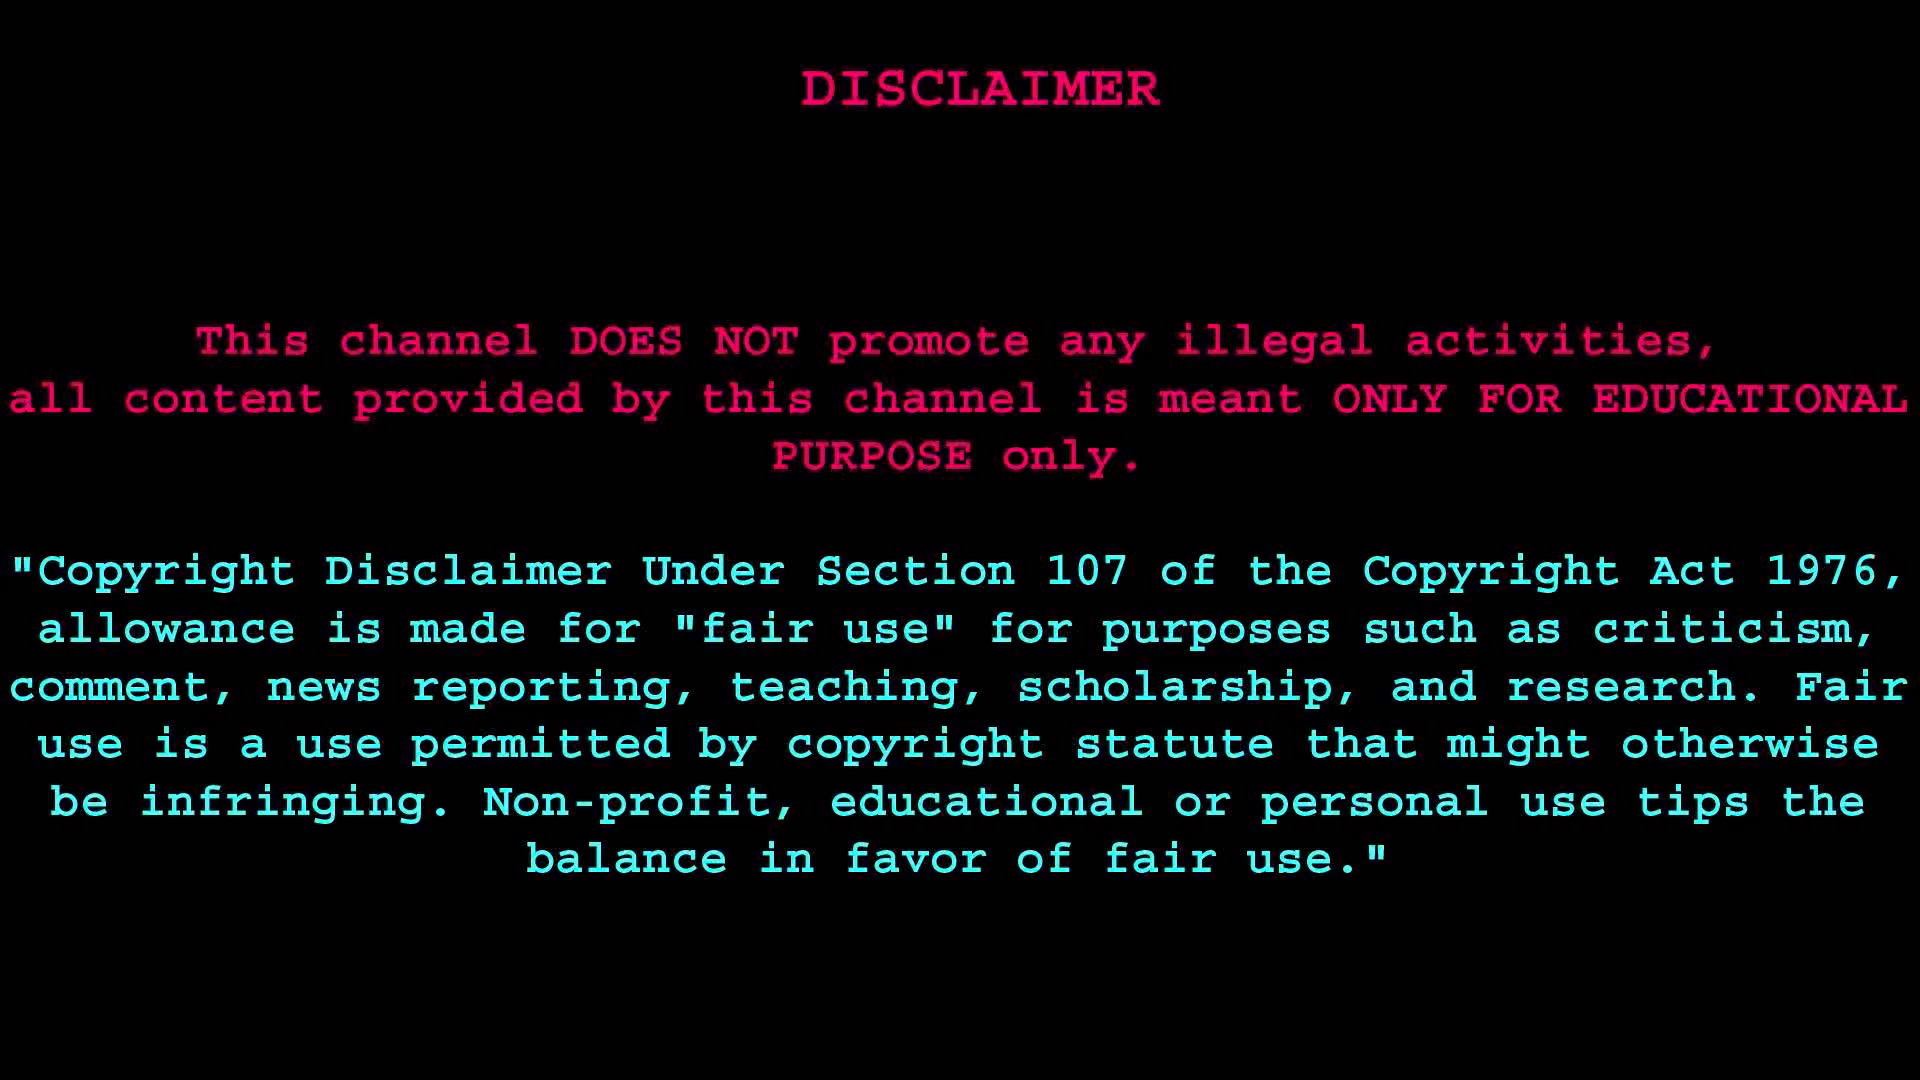 DISCLAIMER
This channel DOES NOT promote any illegal activities,
all content provided by this channel is meant ONLY FOR EDUCATIONAL
PURPOSE only.
"Copyright Disclaimer Under Section 107 of the Copyright Act 1976,
allowance is made for "fair use" for purposes such as criticism,
comment, news reporting, teaching, scholarship, and research. Fair
use is a use permitted by copyright statute that might otherwise
be infringing. Non-profit, educational or personal use tips the
balance in favor of fair use."